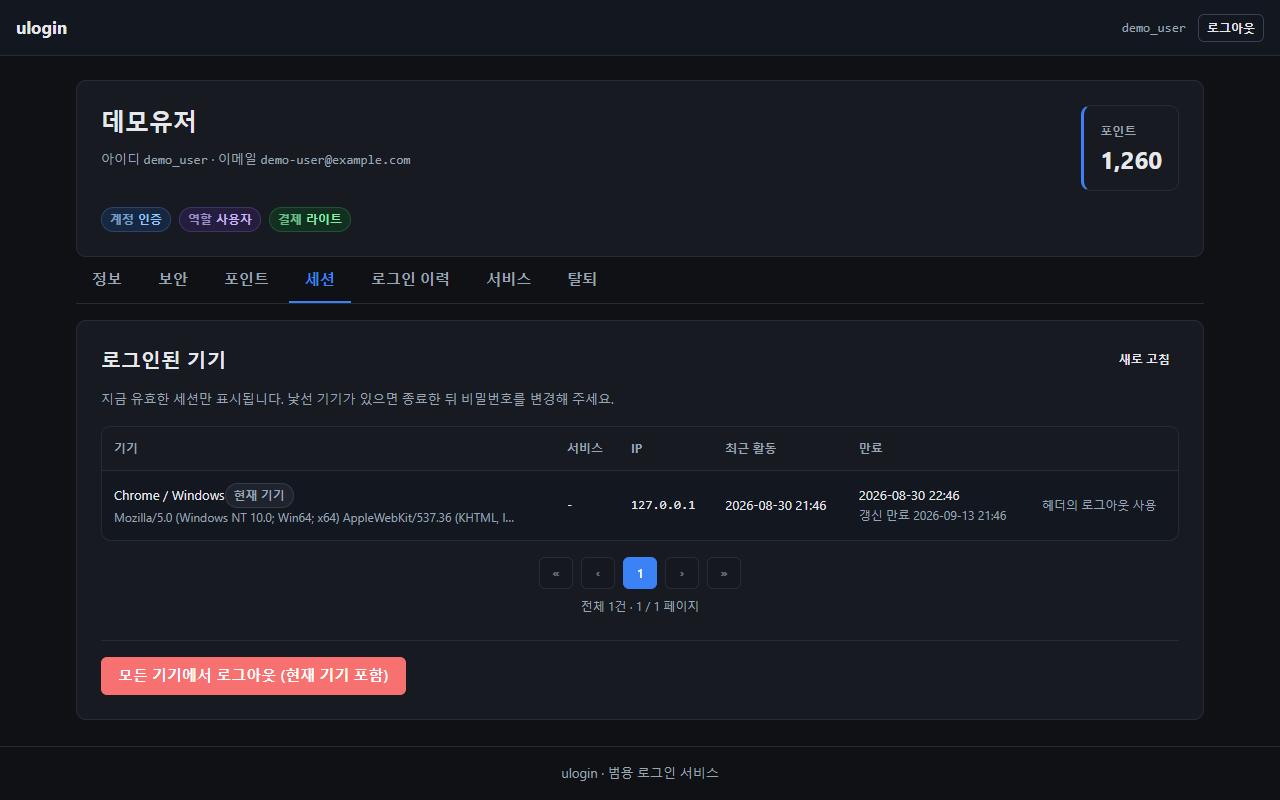 ulogin
demo_user 로그아웃
데모유저
아이디 demo_user · 이메일 demo-user@example.com
포인트
1,260
계정 인증 역할 사용자 결제 라이트
정보 보안 포인트 세션 로그인 이력 서비스 탈퇴
로그인된 기기
새로 고침
지금 유효한 세션만 표시됩니다. 낯선 기기가 있으면 종료한 뒤 비밀번호를 변경해 주세요.
기기 서비스 IP 최근 활동 만료
Chrome / Windows 현재 기기
Mozilla/5.0 (Windows NT 10.0; Win64; x64) AppleWebKit/537.36 (KHTML, l...
- 127.0.0.1 2026-08-30 21:46
2026-08-30 22:46
갱신 만료 2026-09-13 21:46
헤더의 로그아웃 사용
« ‹ 1 › »
전체 1건 · 1 / 1 페이지
모든 기기에서 로그아웃 (현재 기기 포함)
ulogin · 범용 로그인 서비스